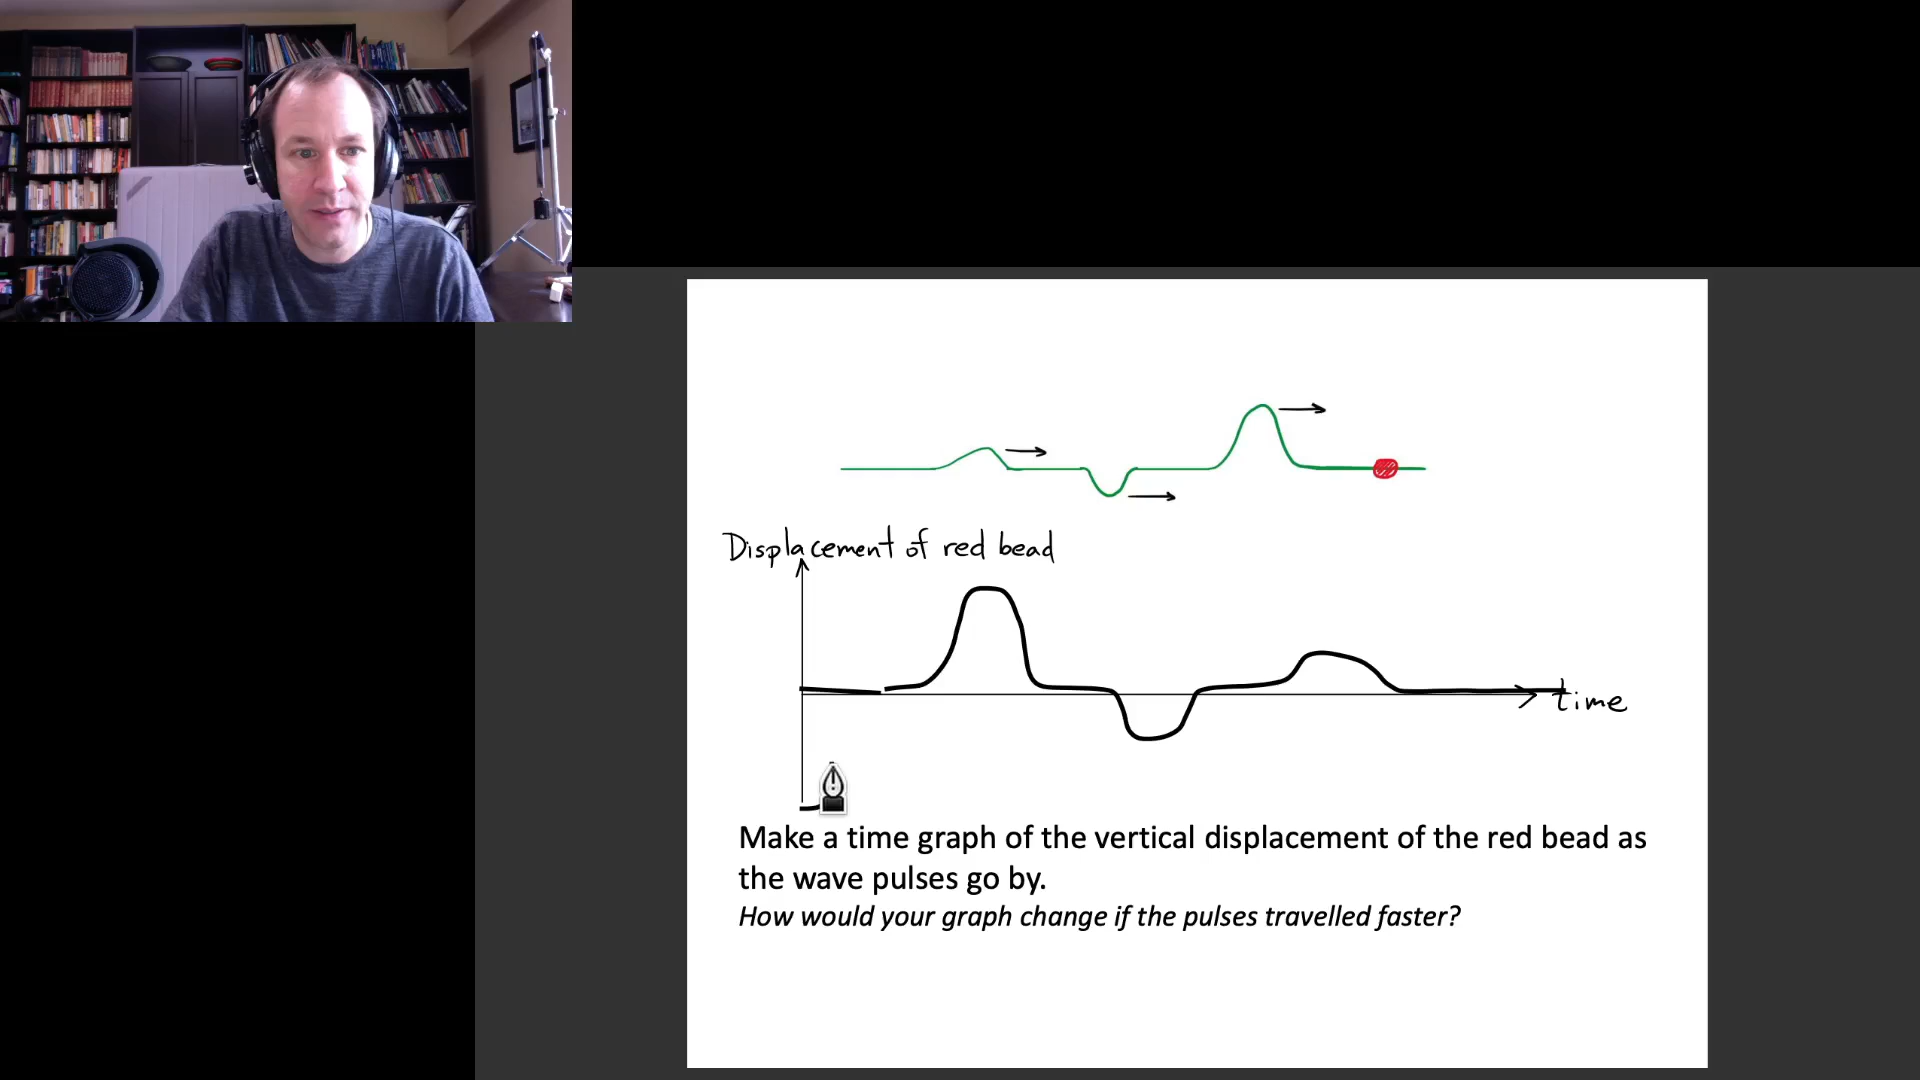 Displacement of red bead
time
Make a time graph of the vertical displacement of the red bead as
the wave pulses go by.
How would your graph change if the pulses travelled faster?